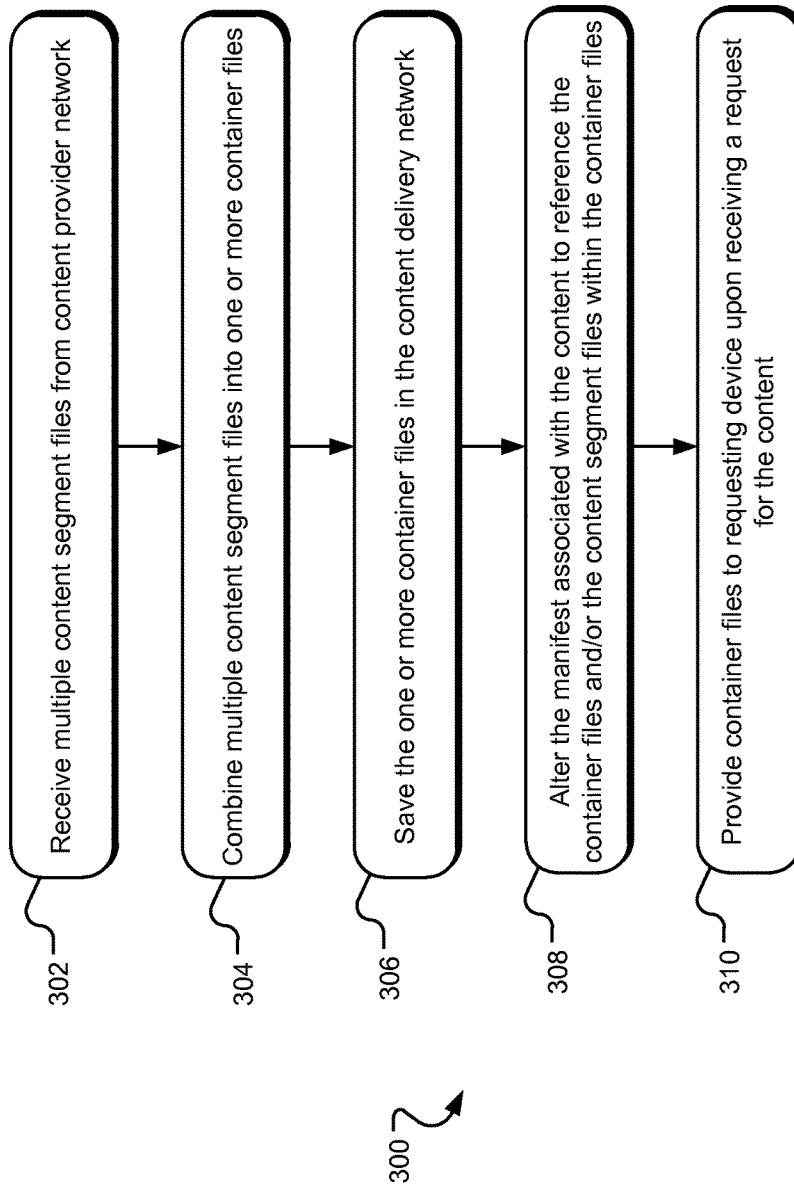 300
302
Receive multiple content segment files from content provider network
304
Combine multiple content segment files into one or more container files
306
Save the one or more container files in the content delivery network
308
Alter the manifest associated with the content to reference the
container files and/or the content segment files within the container files
310
Provide container files to requesting device upon receiving a request
for the content